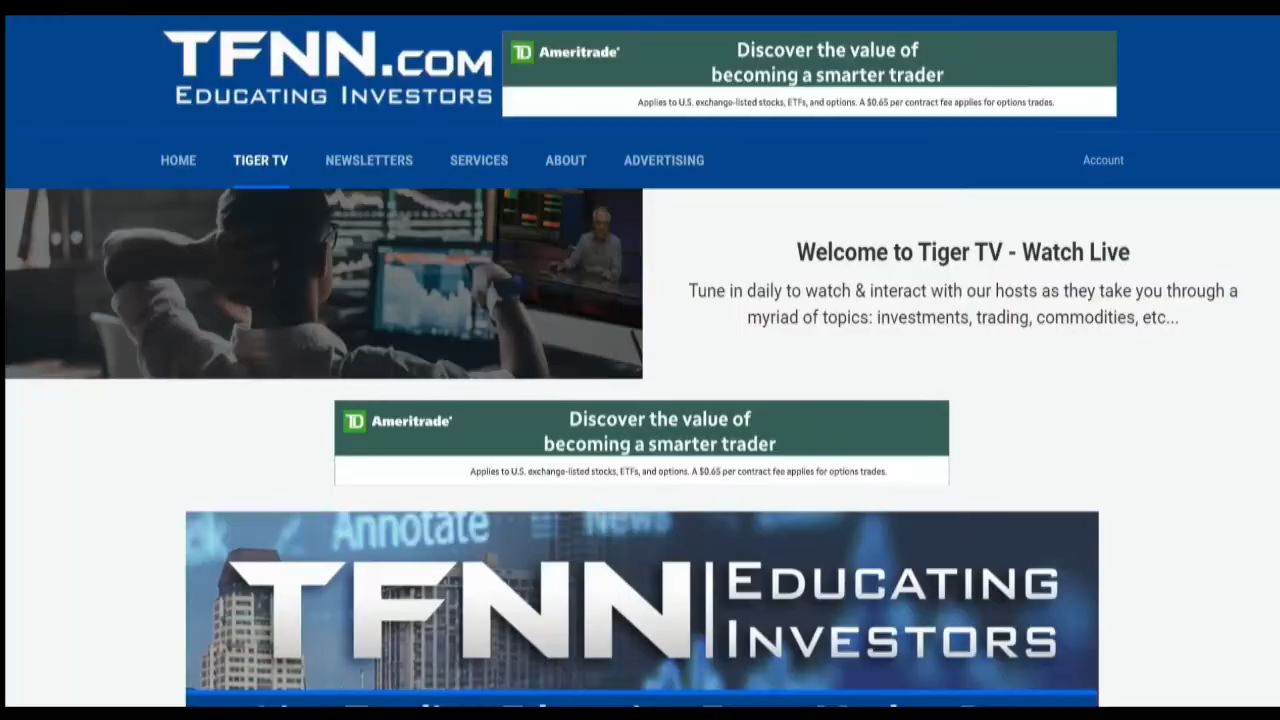 TFNN.COM
EDUCATING INVESTORS
TD Ameritrade®
Discover the value of
becoming a smarter trader
Applies to U.S. exchange-listed stocks, ETFs, and options. A $0.65 per contract fee applies for options trades.
HOME TIGER TV NEWSLETTERS SERVICES ABOUT ADVERTISING Account
Welcome to Tiger TV - Watch Live
Tune in daily to watch & interact with our hosts as they take you through a
myriad of topics: investments, trading, commodities, etc...
TD Ameritrade®
Discover the value of
becoming a smarter trader
Applies to U.S. exchange-listed stocks, ETFs, and options. A $0.65 per contract fee applies for options trades.
Annotate News
TFNN EDUCATING
INVESTORS